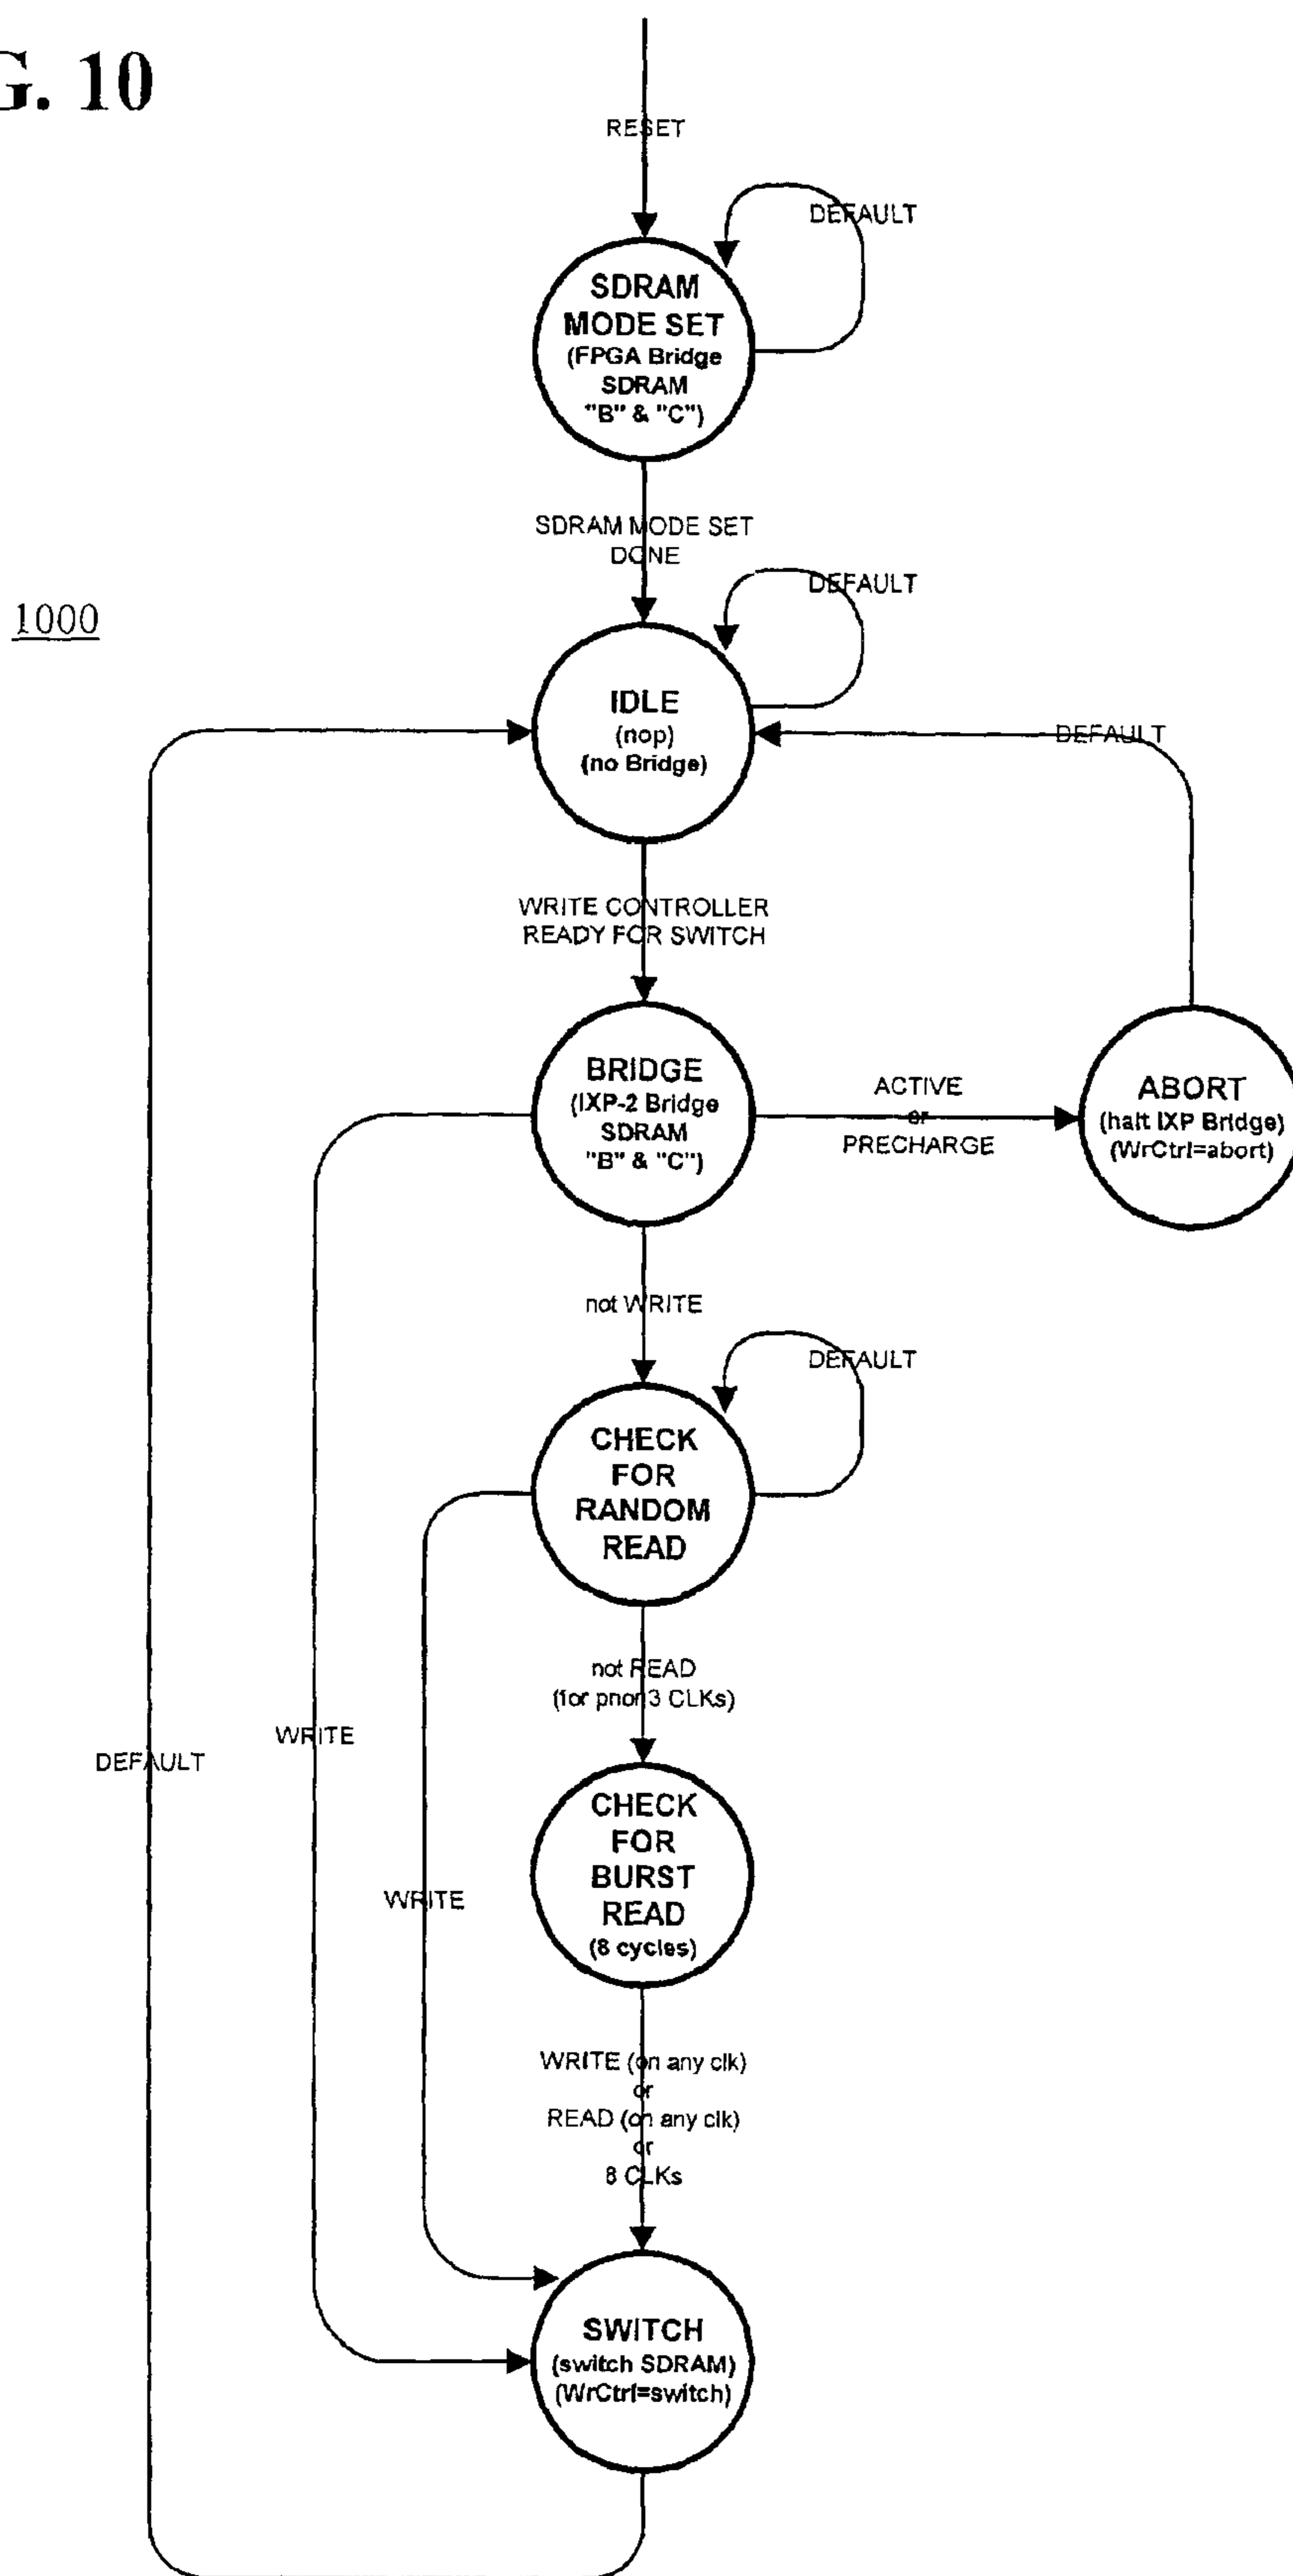 G. 10
RESET
DEFAULT
SDRAM
MODE SET
(FPGA Bridge
SDRAM
"B" & "C")
SDRAM MODE SET
DONE
DEFAULT
1000
IDLE
(nop)
(no Bridge)
DEFAULT
WRITE CONTROLLER
READY FOR SWITCH
BRIDGE
(IXP-2 Bridge
SDRAM
"B" & "C")
ACTIVE
or
PRECHARGE
ABORT
(halt IXP Bridge)
(WrCtrl=abort)
not WRITE
DEFAULT
CHECK
FOR
RANDOM
READ
not READ
(for prior 3 CLKs)
WRITE
DEFAULT
CHECK
FOR
BURST
READ
(8 cycles)
WRITE
WRITE (on any clk)
or
READ (on any clk)
or
8 CLKs
SWITCH
(switch SDRAM)
(WrCtrl=switch)